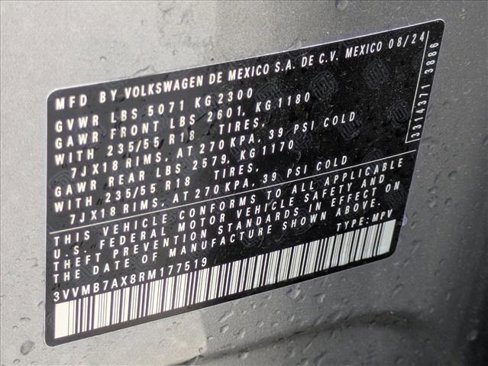 MFD BY VOLKSWAGEN DE MEXICO S.A. DE C.V. MEXICO 08/24
GVWR LBS 5071 KG 2300
GAWR FRONT LBS 2601, KG 1180
WITH 235/55 R18 TIRES,
7JX18 RIMS, AT 270 KPA, 39 PSI COLD
GAWR REAR LBS 2579, KG 1170
WITH 235/55 R18 TIRES,
7JX18 RIMS, AT 270 KPA, 39 PSI COLD
THIS VEHICLE CONFORMS TO ALL APPLICABLE
U.S. FEDERAL MOTOR VEHICLE SAFETY AND
THEFT PREVENTION STANDARDS IN EFFECT ON
DATE OF MANUFACTURE SHOWN ABOVE.
3VVMB7AX8RM177519 TYPE: MPV
33114371 3886